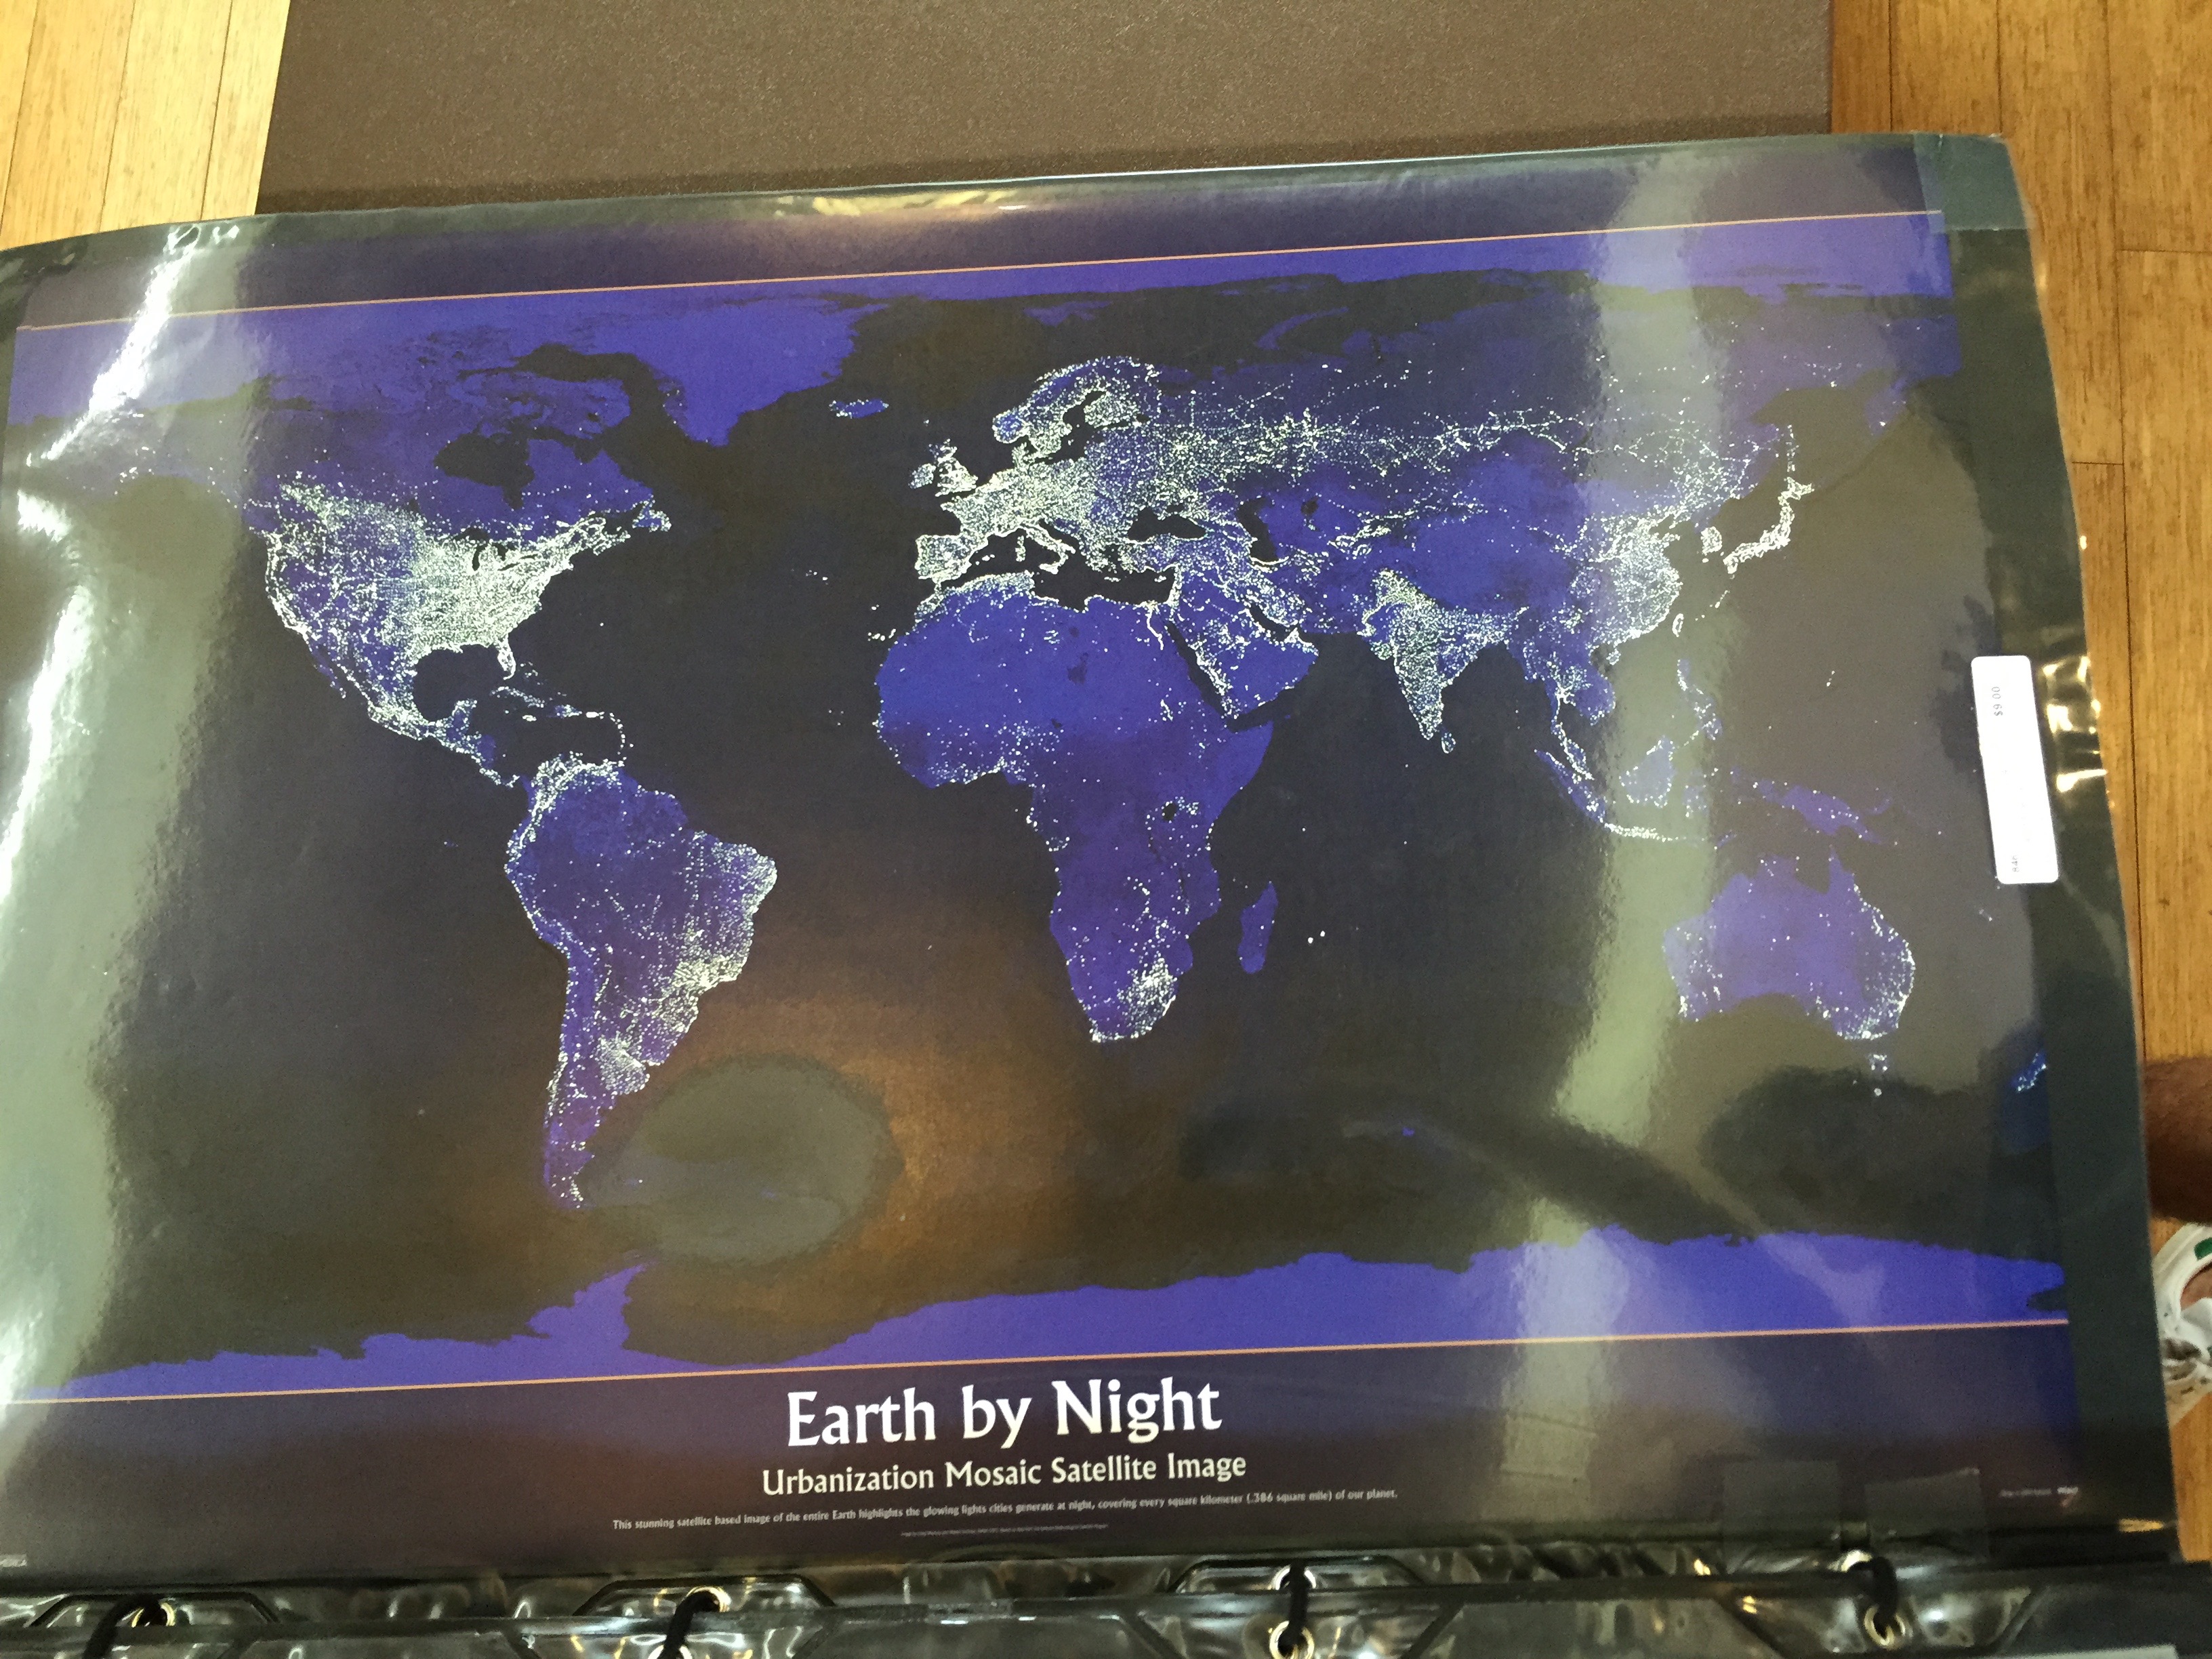 $9.00
Earth by Night
Urbanization Mosaic Satellite Image
This stunning satellite based image of the entire Earth highlights the glowing lights cities generate at night, covering every square kilometer (.386 square mile) of our planet.